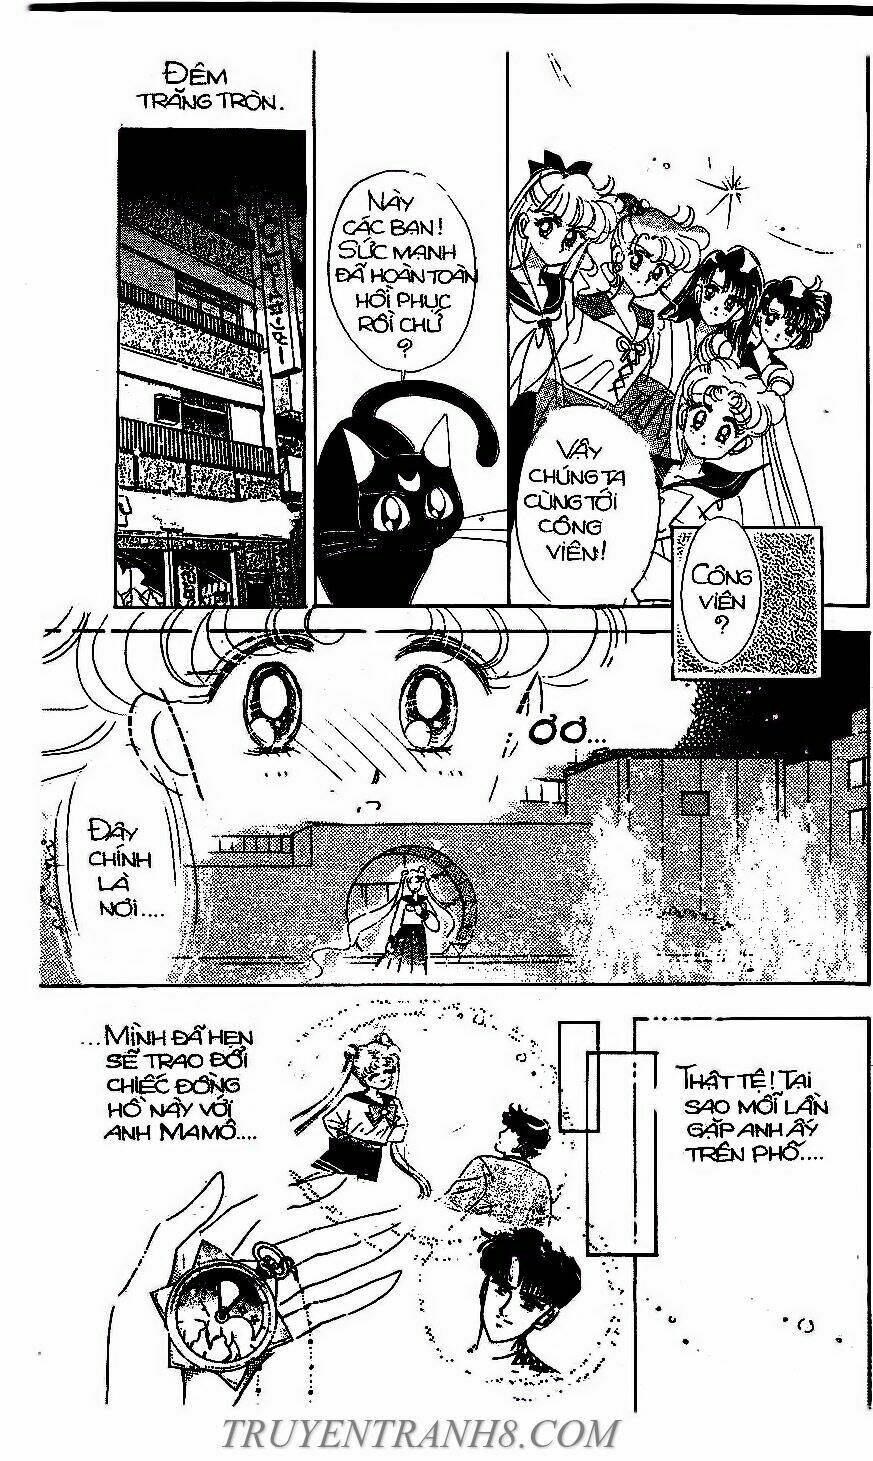 ĐÊM
TRĂNG TRÒN.
NÀY
CÁC BẠN!
SỨC MẠNH
ĐÃ HOÀN TOÀN
HỒI PHỤC
RỒI CHỨ
?
VẬY
CHÚNG TA
CÙNG TỚI
CÔNG
VIÊN!
CÔNG
VIÊN
?
ƠƠ...
ĐÂY
CHÍNH
LÀ
NƠI....
...MÌNH ĐÃ HẸN
SẼ TRAO ĐỔI
CHIẾC ĐỒNG
HỒ NÀY VỚI
ANH MAMÔ....
THẬT TỆ! TẠI
SAO MỖI LẦN
GẶP ANH ẤY
TRÊN PHỐ....
TRUYENTRANH8.COM